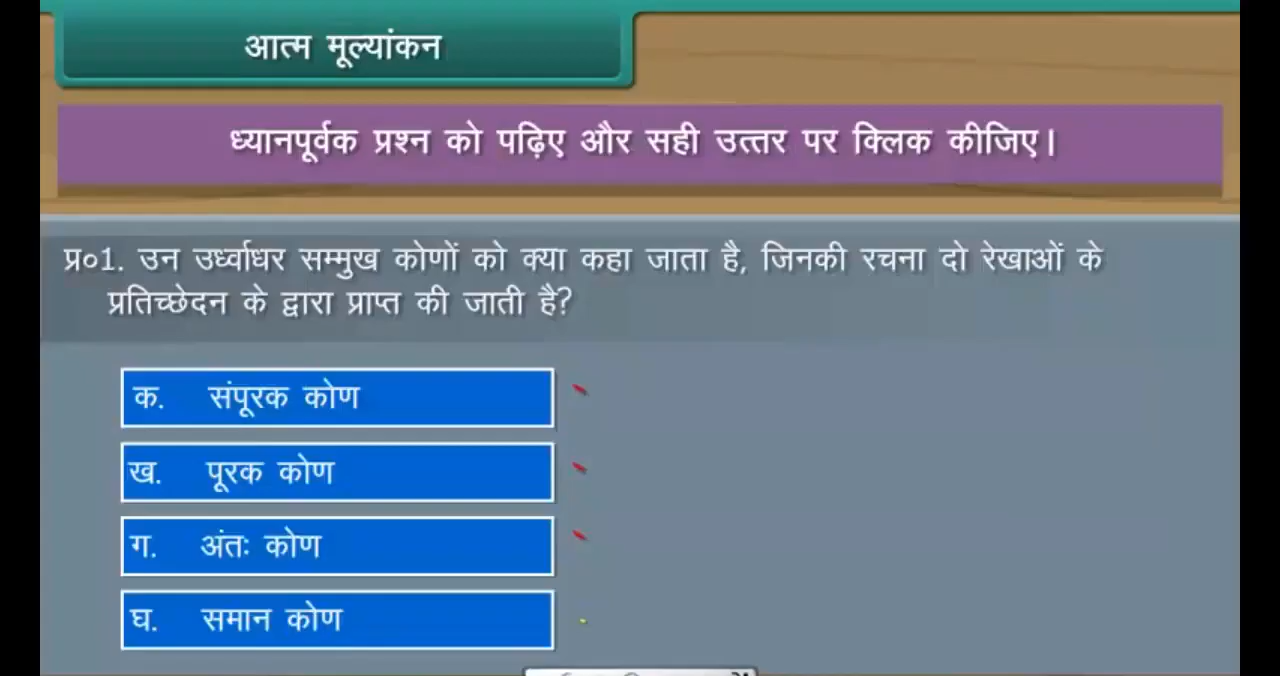 आत्म मूल्यांकन
ध्यानपूर्वक प्रश्न को पढ़िए और सही उत्तर पर क्लिक कीजिए।
प्र०1. उन उर्ध्वाधर सम्मुख कोणों को क्या कहा जाता है, जिनकी रचना दो रेखाओं के
प्रतिच्छेदन के द्वारा प्राप्त की जाती है?
क. संपूरक कोण
ख. पूरक कोण
ग. अंतः कोण
घ. समान कोण